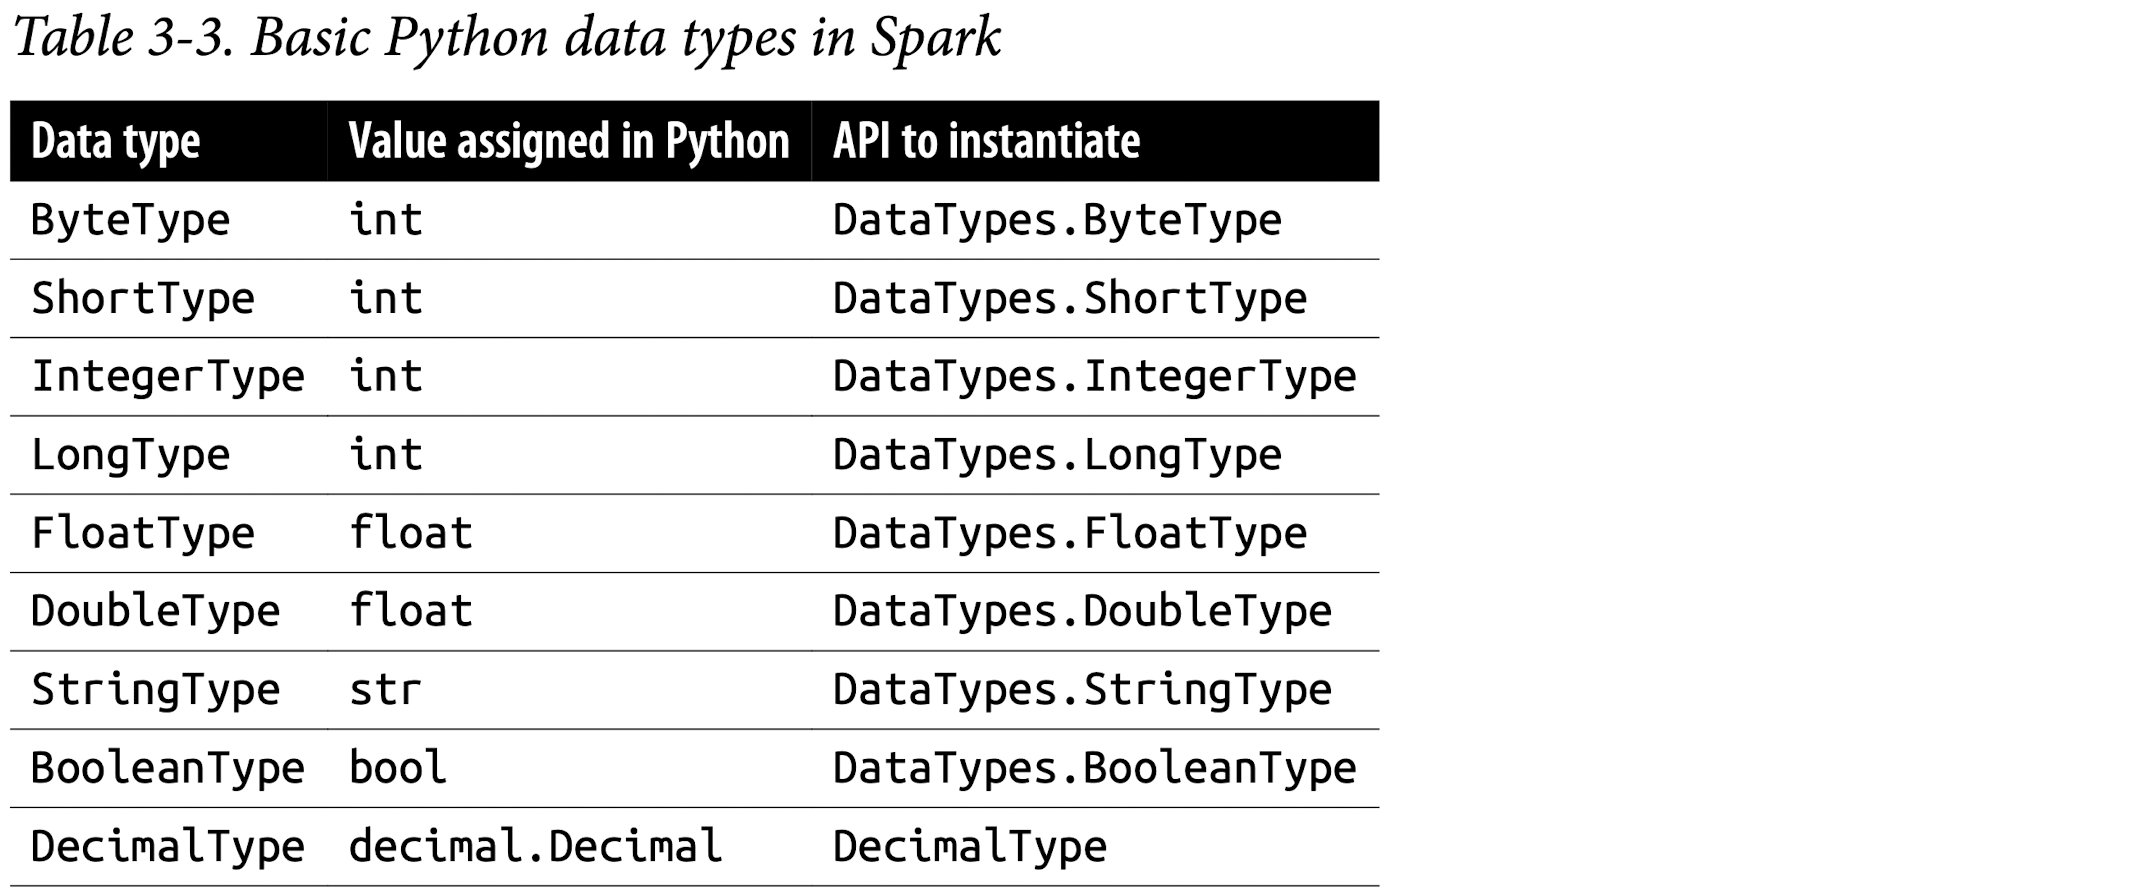 Table 3-3. Basic Python data types in Spark
Data type Value assigned in Python API to instantiate
ByteType int DataTypes.ByteType
ShortType int DataTypes.ShortType
IntegerType int DataTypes.IntegerType
LongType int DataTypes.LongType
FloatType float DataTypes.FloatType
DoubleType float DataTypes.DoubleType
StringType str DataTypes.StringType
BooleanType bool DataTypes.BooleanType
DecimalType decimal.Decimal DecimalType